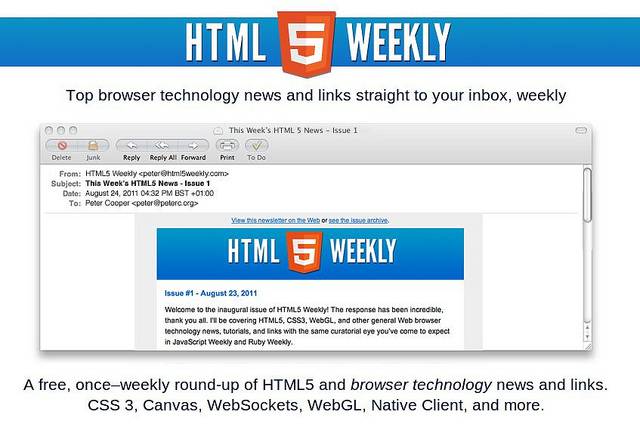 HTML 5 WEEKLY
Top browser technology news and links straight to your inbox, weekly
This Week's HTML 5 News – Issue 1
Delete Junk Reply Reply All Forward Print To Do
From: HTML5 Weekly <peter@html5weekly.com>
Subject: This Week's HTML5 News - Issue 1
Date: August 24, 2011 04:32 PM BST +01:00
To: Peter Cooper <peter@peterc.org>
View this newsletter on the Web or see the issue archive.
HTML 5 WEEKLY
Issue #1 - August 23, 2011
Welcome to the inaugural issue of HTML5 Weekly! The response has been incredible,
thank you all. I'll be covering HTML5, CSS3, WebGL, and other general Web browser
technology news, tutorials, and links with the same curatorial eye you've come to expect
in JavaScript Weekly and Ruby Weekly.
A free, once–weekly round-up of HTML5 and browser technology news and links.
CSS 3, Canvas, WebSockets, WebGL, Native Client, and more.